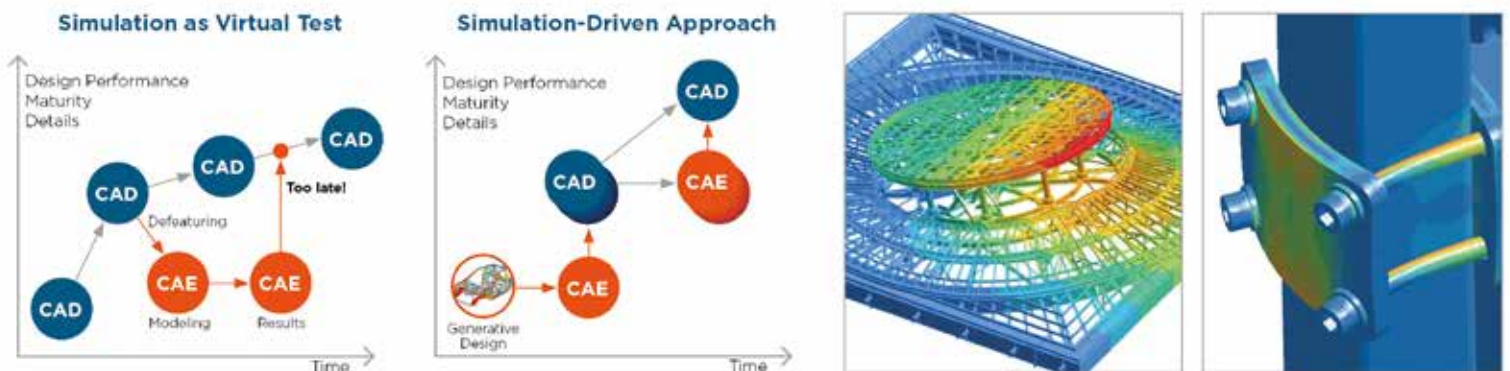 Simulation as Virtual Test
Design Performance
Maturity
Details
CAD
CAD
CAD
Too late!
CAD
Defeaturing
CAE
CAE
Modeling
Results
Time
Simulation-Driven Approach
Design Performance
Maturity
Details
CAD
CAD
CAE
CAE
Generative
Design
Time